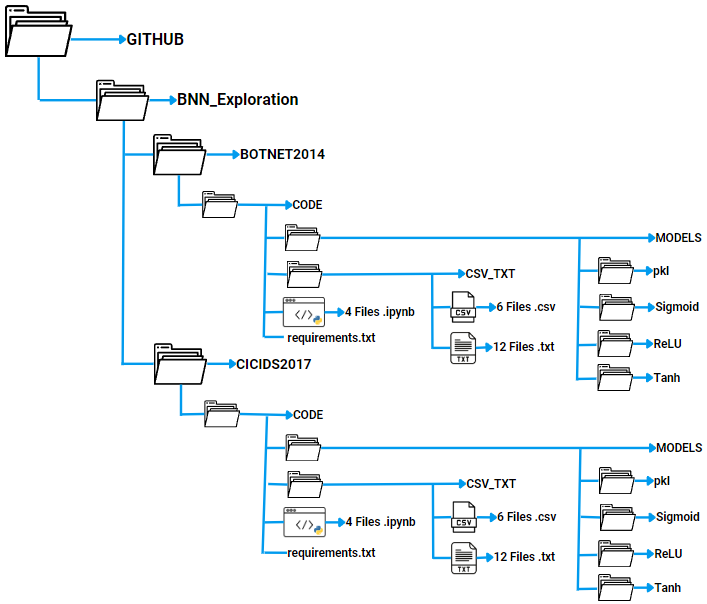 GITHUB
BNN_Exploration
BOTNET2014
CODE
MODELS
pkl
CSV_TXT
6 Files .csv
Sigmoid
4 Files .ipynb
requirements.txt
12 Files .txt
ReLU
Tanh
CICIDS2017
CODE
MODELS
pkl
CSV_TXT
6 Files .csv
Sigmoid
4 Files .ipynb
requirements.txt
12 Files .txt
ReLU
Tanh
CSV
TXT
CSV
TXT